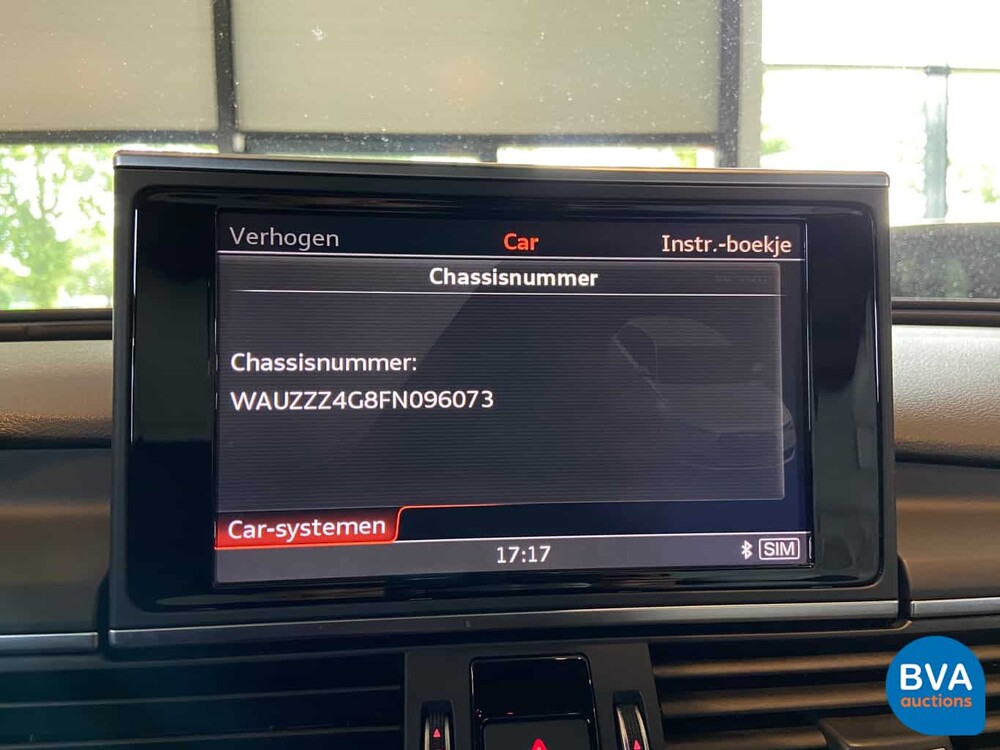 Verhogen Car Instr.-boekje
Chassisnummer
Chassisnummer:
WAUZZZ4G8FN096073
Car-systemen
17:17 SIM
BVA
auctions